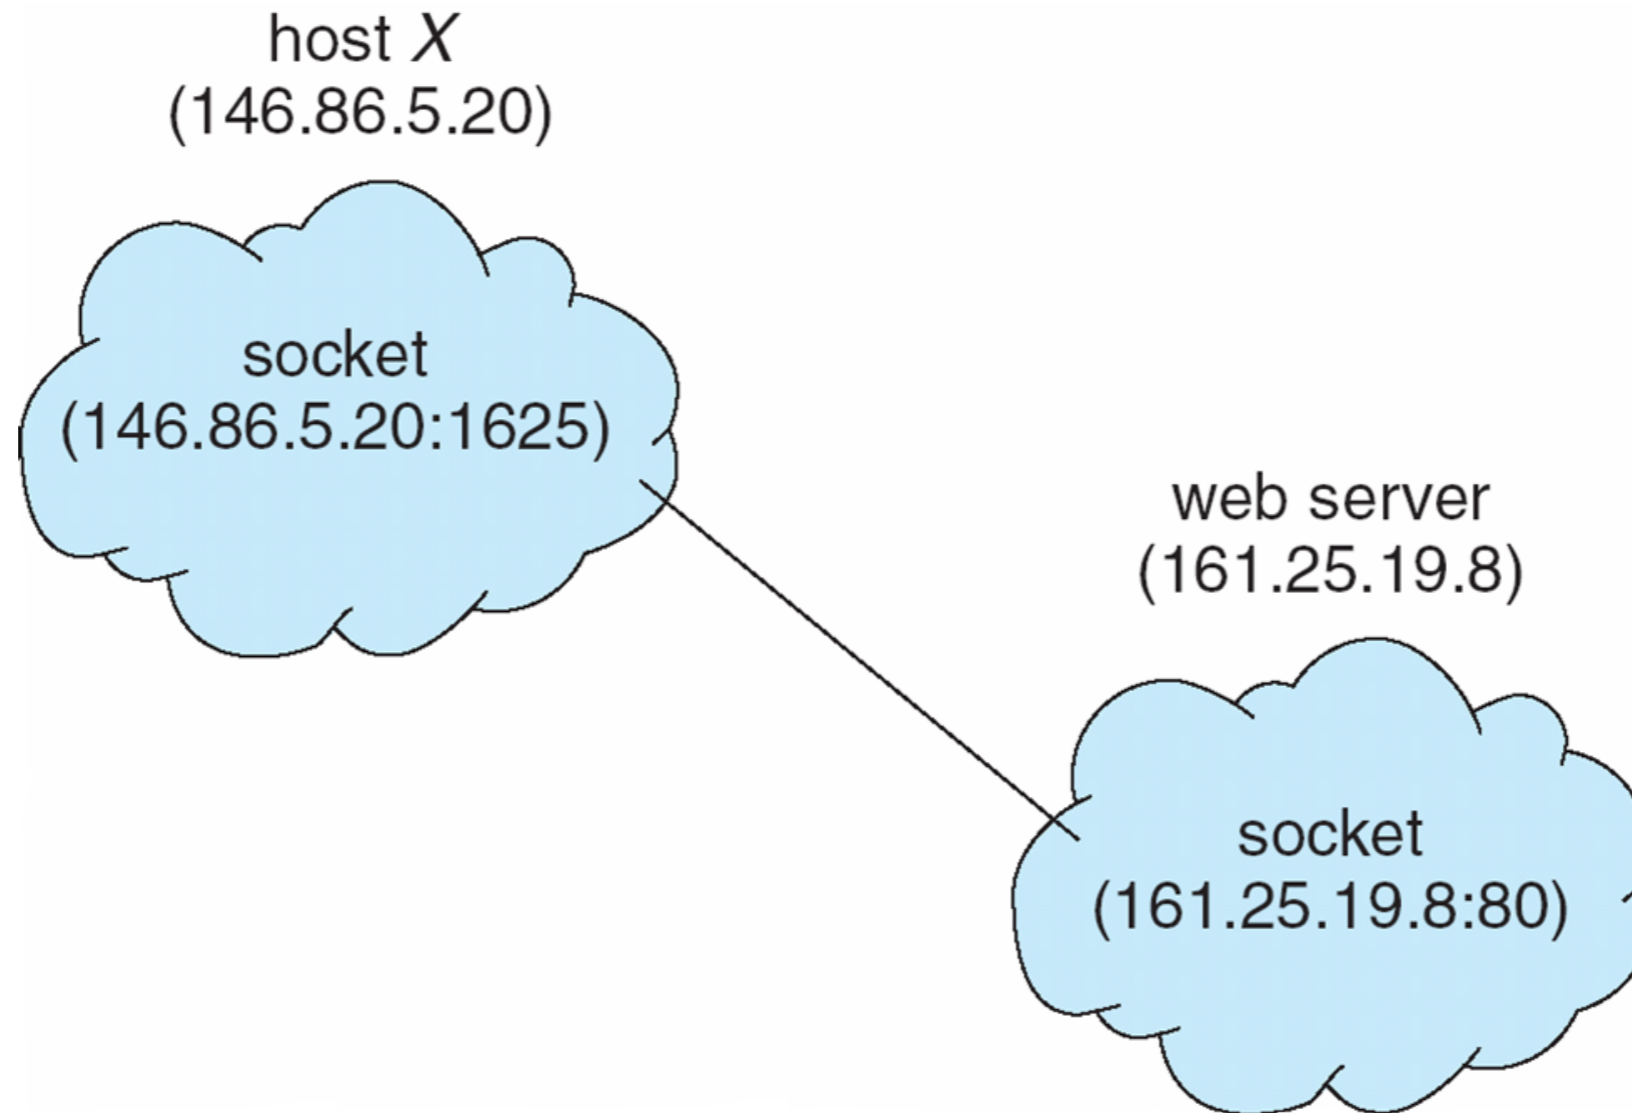 host X
(146.86.5.20)
socket
(146.86.5.20:1625)
web server
(161.25.19.8)
socket
(161.25.19.8:80)